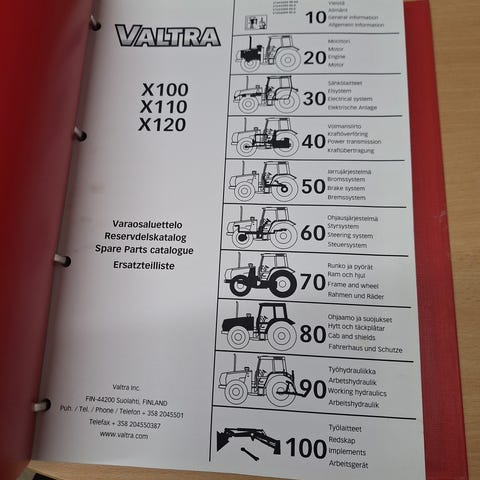 VALTRA
X100
X110
X120
Varaosaluettelo
Reservdelskatalog
Spare Parts catalogue
Ersatzteilliste
Valtra Inc.
FIN-44200 Suolahti, FINLAND
Puh. / Tel. / Phone / Telefon + 358 2045501
Telefax + 358 204550387
www.valtra.com
10
Yleistä
Allmänt
General information
Allgemein information
20
Moottori
Motor
Engine
Motor
30
Sähkölaitteet
Elsystem
Electrical system
Elektrische Anlage
40
Voimansiirto
Kraftöverföring
Power transmission
Kraftübertragung
50
Jarrujärjestelmä
Bromssystem
Brake system
Bremssystem
60
Ohjausjärjestelmä
Styrsystem
Steering system
Steuersystem
70
Runko ja pyörät
Ram och hjul
Frame and wheel
Rahmen und Räder
80
Ohjaamo ja suojukset
Hytt och täckplåtar
Cab and shields
Fahrerhaus und Schutze
90
Työhydrauliikka
Arbetshydraulik
Working hydraulics
Arbeitshydraulik
100
Työlaitteet
Redskap
Implements
Arbeitsgerät